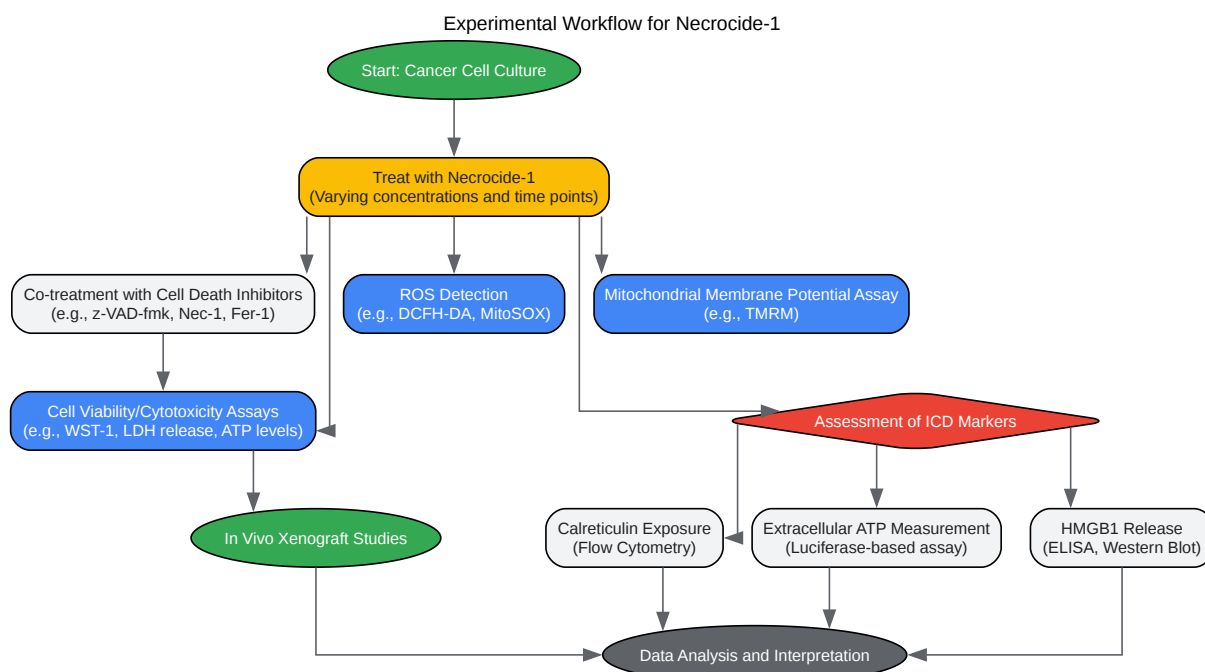 Experimental Workflow for Necrocide-1
Start: Cancer Cell Culture
Treat with Necrocide-1
(Varying concentrations and time points)
Co-treatment with Cell Death Inhibitors
(e.g., z-VAD-fmk, Nec-1, Fer-1)
ROS Detection
(e.g., DCFH-DA, MitoSOX)
Mitochondrial Membrane Potential Assay
(e.g., TMRM)
Cell Viability/Cytotoxicity Assays
(e.g., WST-1, LDH release, ATP levels)
Assessment of ICD Markers
In Vivo Xenograft Studies
Calreticulin Exposure
(Flow Cytometry)
Extracellular ATP Measurement
(Luciferase-based assay)
HMGB1 Release
(ELISA, Western Blot)
Data Analysis and Interpretation